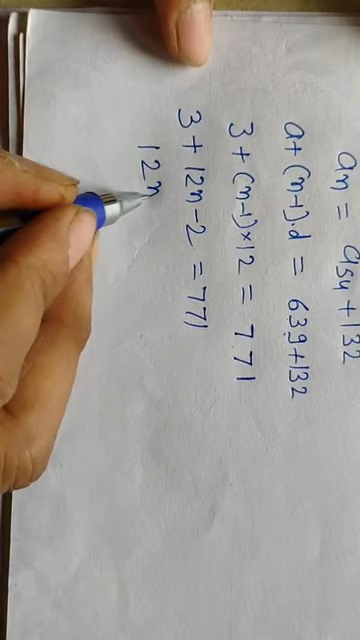 an = a54 + 132
a + (n-1).d = 639+132
3 + (n-1)×12 = 771
3 + 12n - 2 = 771
12n